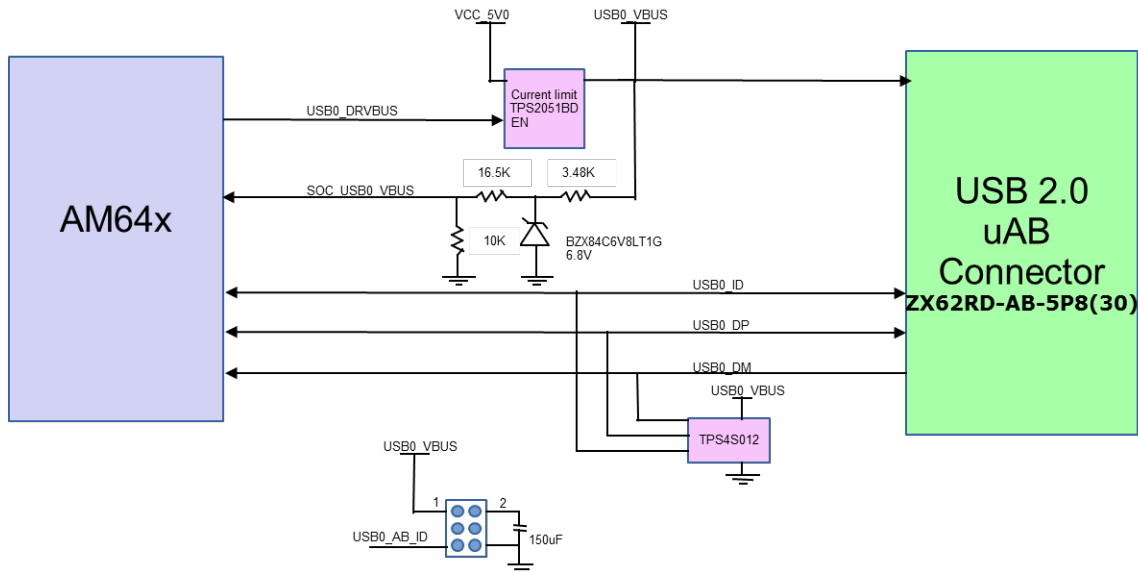 VCC_5V0
USB0_VBUS
AM64x
Current limit
TPS2051BD
EN
USB0_DRVBUS
16.5K
3.48K
SOC_USB0_VBUS
10K
BZX84C6V8LT1G
6.8V
USB 2.0
uAB
Connector
ZX62RD-AB-5P8(30)
USB0_ID
USB0_DP
USB0_DM
USB0_VBUS
TPS4S012
USB0_VBUS
1
2
USB0_AB_ID
150uF